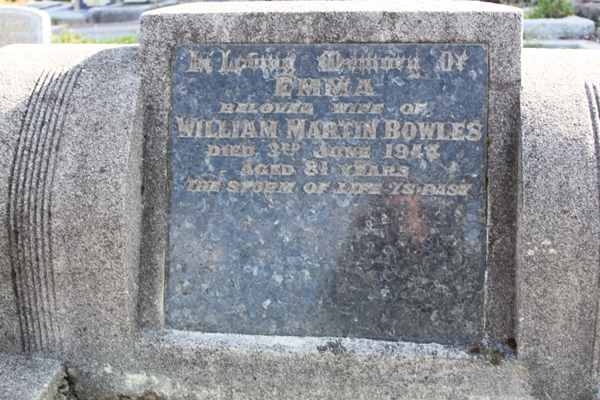 In Loving Memory Of
EMMA
BELOVED WIFE OF
WILLIAM MARTIN BOWLES
DIED 3RD JUNE 1944
AGED 81 YEARS
THE STORM OF LIFE IS PAST